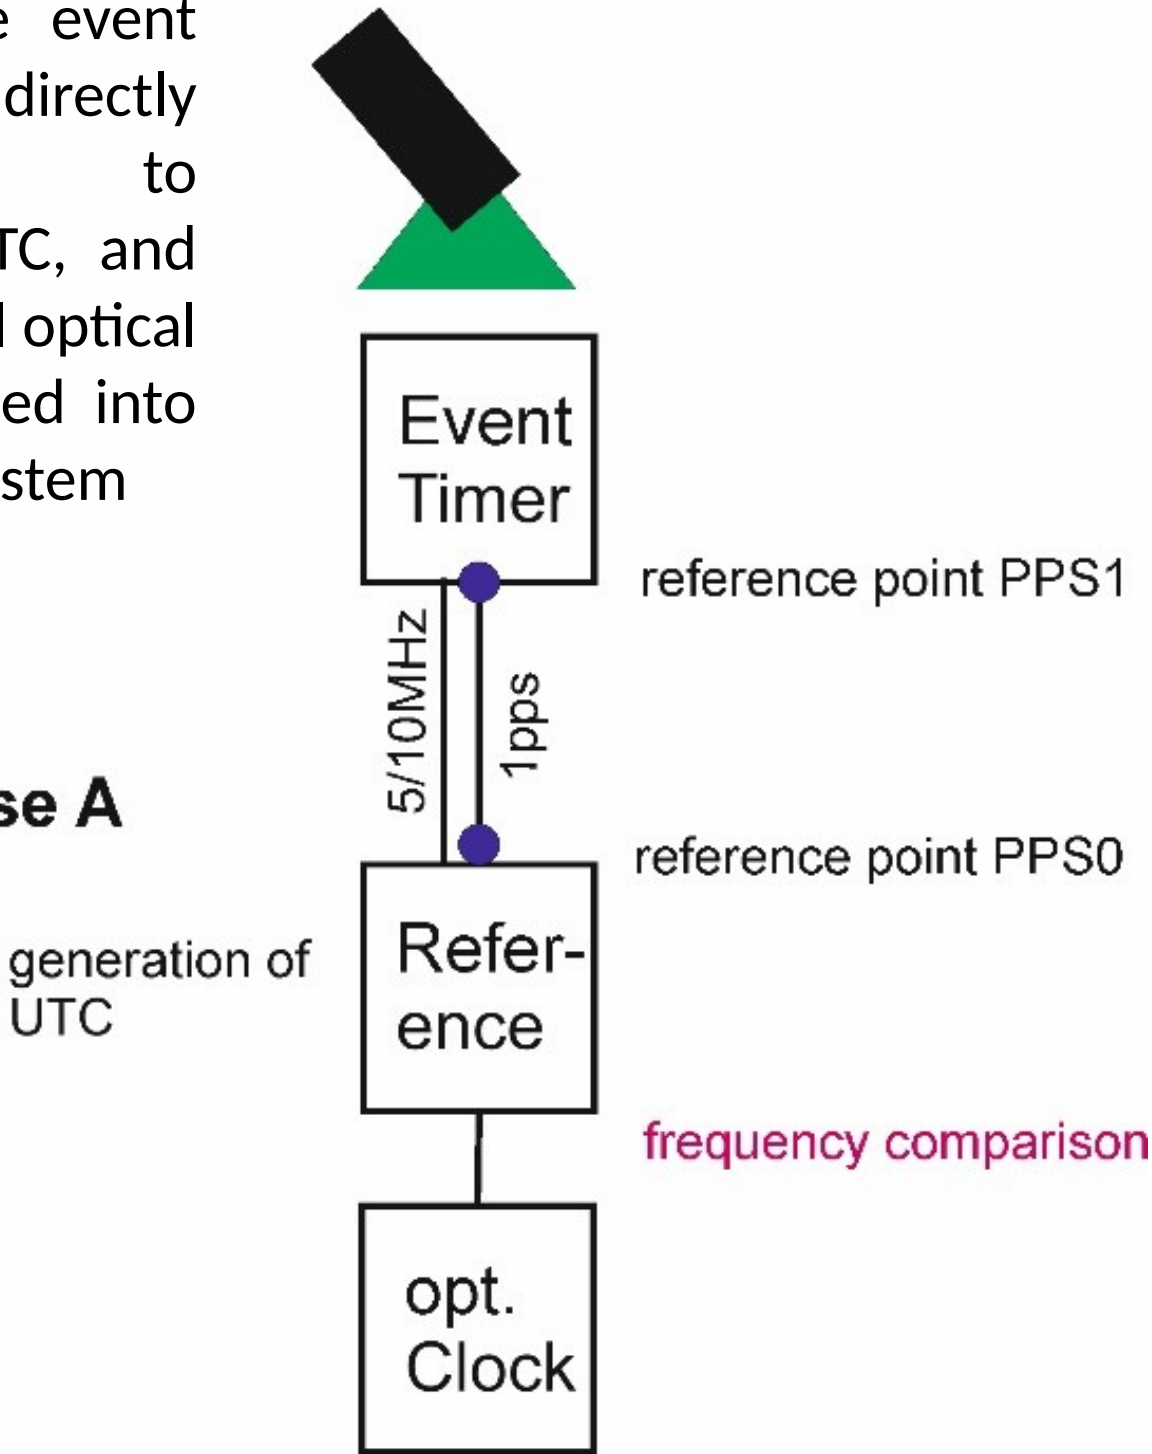 event
directly
to
TC, and
optical
ed into
stem
Event
Timer
reference point PPS1
5/10MHz
1pps
se A
reference point PPS0
Refer-
ence
generation of
UTC
frequency comparison
opt.
Clock